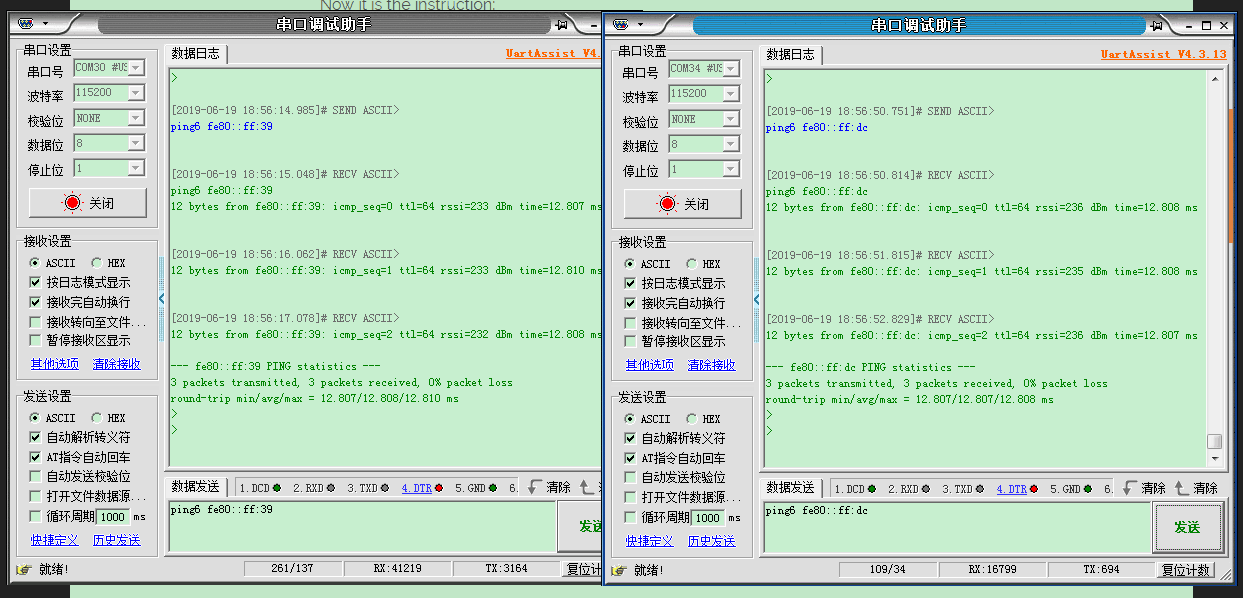 Now it is the instruction:
串口调试助手
串口设置
串口号 COM30 #US
波特率 115200
校验位 NONE
数据位 8
停止位 1
关闭
接收设置
ASCII HEX
按日志模式显示
接收完自动换行
接收转向至文件...
暂停接收区显示
其他选项 清除接收
发送设置
ASCII HEX
自动解析转义符
AT指令自动回车
自动发送校验位
打开文件数据源...
循环周期 1000 ms
快捷定义 历史发送
就绪!
数据日志
UartAssist V4.
>
[2019-06-19 18:56:14.985]# SEND ASCII>
ping6 fe80::ff:39
[2019-06-19 18:56:15.048]# RECV ASCII>
ping6 fe80::ff:39
12 bytes from fe80::ff:39: icmp_seq=0 ttl=64 rssi=233 dBm time=12.807 ms
[2019-06-19 18:56:16.062]# RECV ASCII>
12 bytes from fe80::ff:39: icmp_seq=1 ttl=64 rssi=233 dBm time=12.810 ms
[2019-06-19 18:56:17.078]# RECV ASCII>
12 bytes from fe80::ff:39: icmp_seq=2 ttl=64 rssi=232 dBm time=12.808 ms
--- fe80::ff:39 PING statistics ---
3 packets transmitted, 3 packets received, 0% packet loss
round-trip min/avg/max = 12.807/12.808/12.810 ms
>
>
数据发送 1.DCD 2.RXD 3.TXD 4.DTR 5.GND 6. 清除
ping6 fe80::ff:39
发送
261/137 RX:41219 TX:3164 复位计
串口调试助手
串口设置
串口号 COM34 #US
波特率 115200
校验位 NONE
数据位 8
停止位 1
关闭
接收设置
ASCII HEX
按日志模式显示
接收完自动换行
接收转向至文件...
暂停接收区显示
其他选项 清除接收
发送设置
ASCII HEX
自动解析转义符
AT指令自动回车
自动发送校验位
打开文件数据源...
循环周期 1000 ms
快捷定义 历史发送
就绪!
数据日志
UartAssist V4.3.13
>
[2019-06-19 18:56:50.751]# SEND ASCII>
ping6 fe80::ff:dc
[2019-06-19 18:56:50.814]# RECV ASCII>
ping6 fe80::ff:dc
12 bytes from fe80::ff:dc: icmp_seq=0 ttl=64 rssi=236 dBm time=12.808 ms
[2019-06-19 18:56:51.815]# RECV ASCII>
12 bytes from fe80::ff:dc: icmp_seq=1 ttl=64 rssi=235 dBm time=12.808 ms
[2019-06-19 18:56:52.829]# RECV ASCII>
12 bytes from fe80::ff:dc: icmp_seq=2 ttl=64 rssi=236 dBm time=12.807 ms
--- fe80::ff:dc PING statistics ---
3 packets transmitted, 3 packets received, 0% packet loss
round-trip min/avg/max = 12.807/12.807/12.808 ms
>
>
数据发送 1.DCD 2.RXD 3.TXD 4.DTR 5.GND 6. 清除 清除
ping6 fe80::ff:dc
发送
109/34 RX:16799 TX:694 复位计数